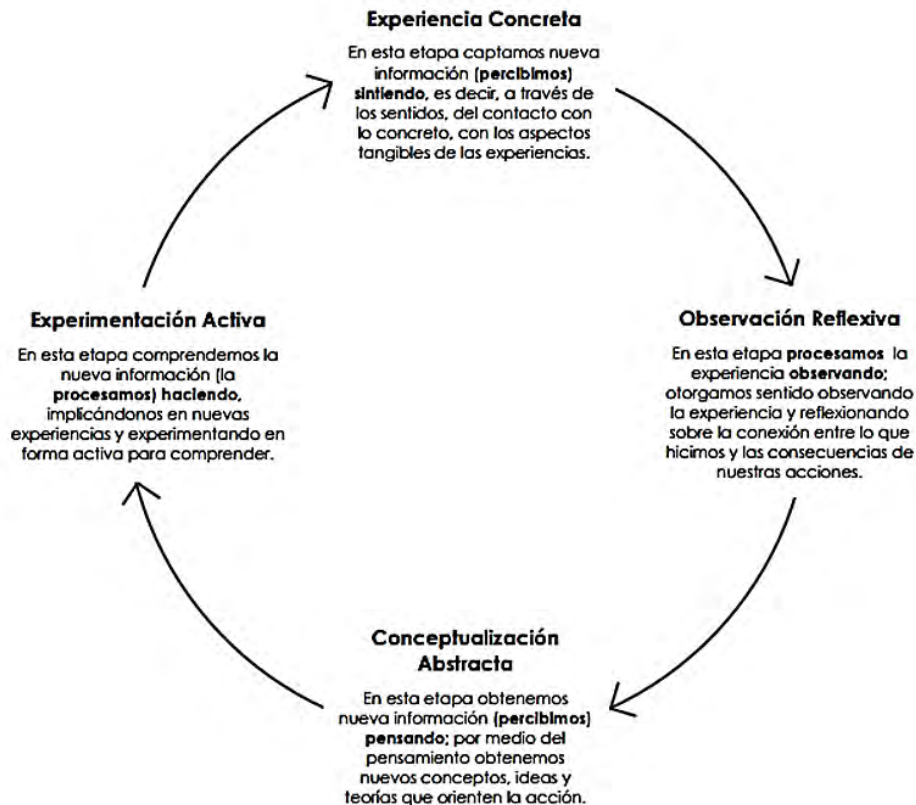 Experiencia Concreta
En esta etapa captamos nueva
información (percibimos)
sintiendo, es decir, a través de
los sentidos, del contacto con
lo concreto, con los aspectos
tangibles de las experiencias.
Observación Reflexiva
En esta etapa procesamos la
experiencia observando;
otorgamos sentido observando
la experiencia y reflexionando
sobre la conexión entre lo que
hicimos y las consecuencias de
nuestras acciones.
Conceptualización
Abstracta
En esta etapa obtenemos
nueva información (percibimos)
pensando; por medio del
pensamiento obtenemos
nuevos conceptos, ideas y
teorías que orienten la acción.
Experimentación Activa
En esta etapa comprendemos la
nueva información (la
procesamos) haciendo,
implicándonos en nuevas
experiencias y experimentando en
forma activa para comprender.